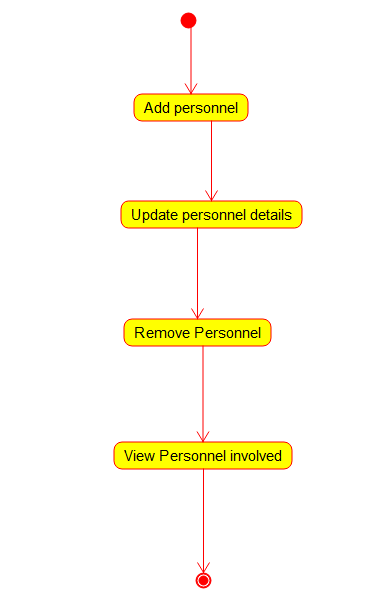 Add personnel
Update personnel details
Remove Personnel
View Personnel involved